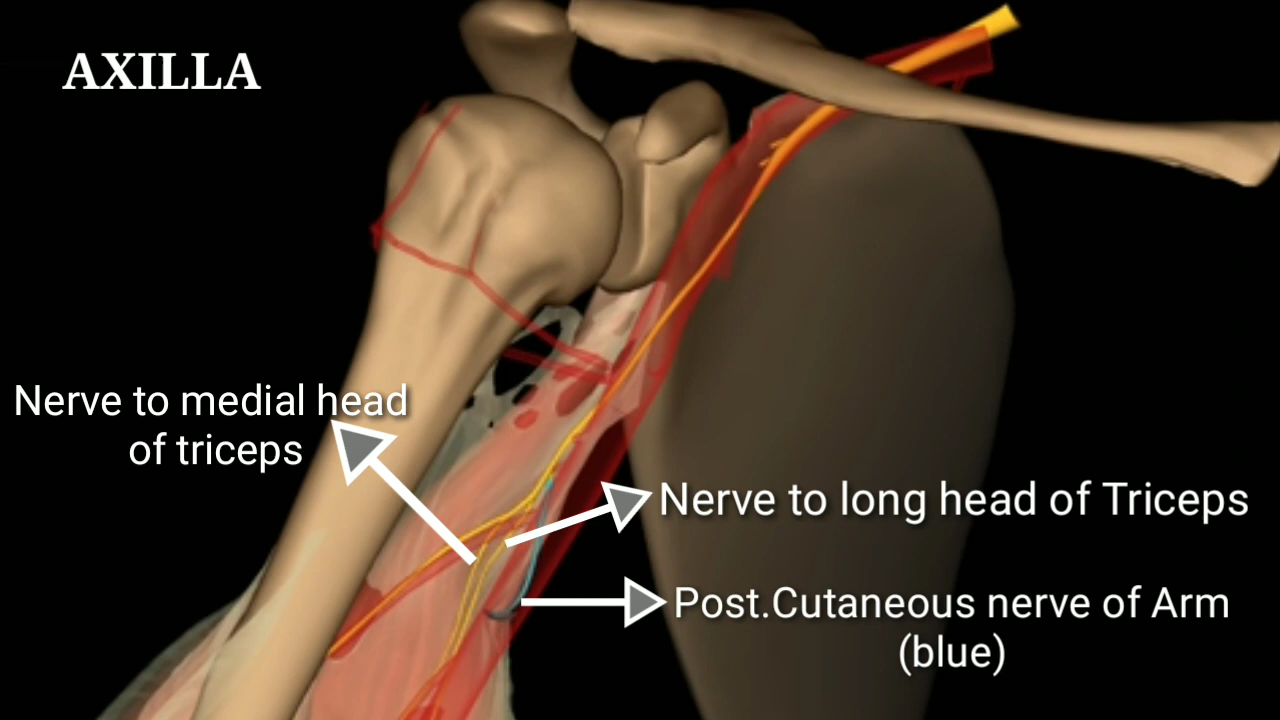 AXILLA
Nerve to medial head
of triceps
Nerve to long head of Triceps
Post.Cutaneous nerve of Arm
(blue)